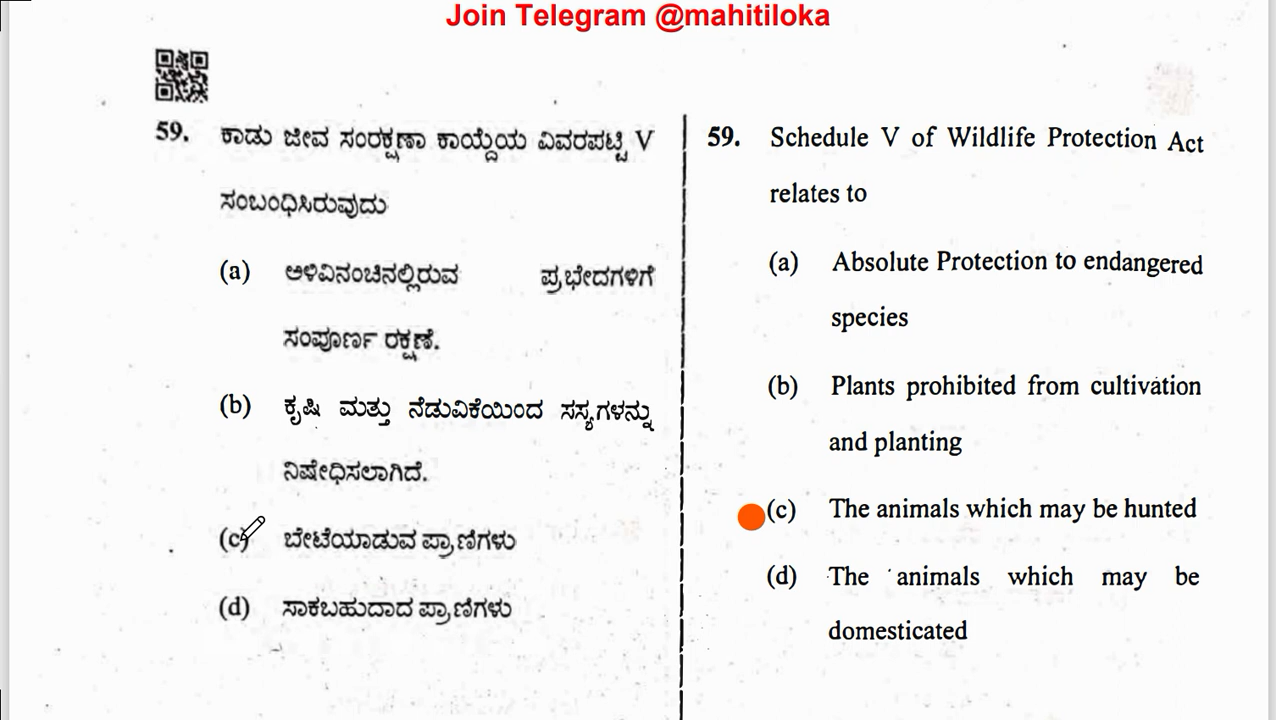 Join Telegram @mahitiloka
59. ಕಾಡು ಜೀವ ಸಂರಕ್ಷಣಾ ಕಾಯ್ದೆಯ ವಿವರಪಟ್ಟಿ V
ಸಂಬಂಧಿಸಿರುವುದು
(a) ಅಳಿವಿನಂಚಿನಲ್ಲಿರುವ ಪ್ರಭೇದಗಳಿಗೆ
ಸಂಪೂರ್ಣ ರಕ್ಷಣೆ.
(b) ಕೃಷಿ ಮತ್ತು ನೆಡುವಿಕೆಯಿಂದ ಸಸ್ಯಗಳನ್ನು
ನಿಷೇಧಿಸಲಾಗಿದೆ.
(c) ಬೇಟೆಯಾಡುವ ಪ್ರಾಣಿಗಳು
(d) ಸಾಕಬಹುದಾದ ಪ್ರಾಣಿಗಳು
59. Schedule V of Wildlife Protection Act
relates to
(a) Absolute Protection to endangered
species
(b) Plants prohibited from cultivation
and planting
(c) The animals which may be hunted
(d) The animals which may be
domesticated